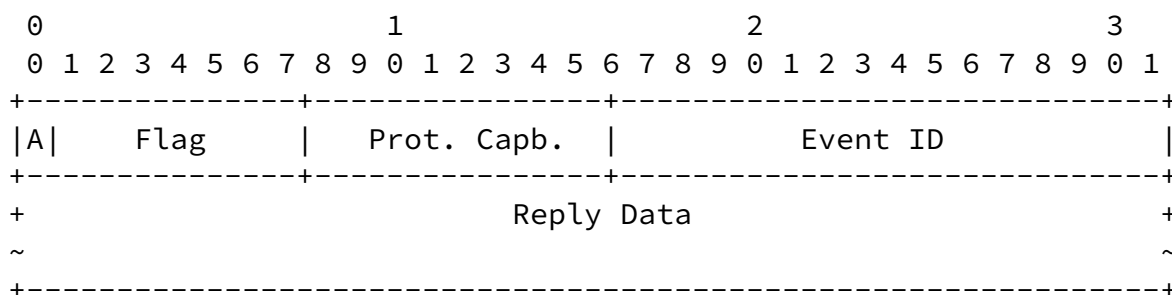 0                   1                   2                   3
0 1 2 3 4 5 6 7 8 9 0 1 2 3 4 5 6 7 8 9 0 1 2 3 4 5 6 7 8 9 0 1
+---------------+----------------+------------------------------+
|A|    Flag       |   Prot. Capb.  |          Event ID            |
+---------------+----------------+------------------------------+
+                           Reply Data                          +
~                                                               ~
+---------------------------------------------------------------+